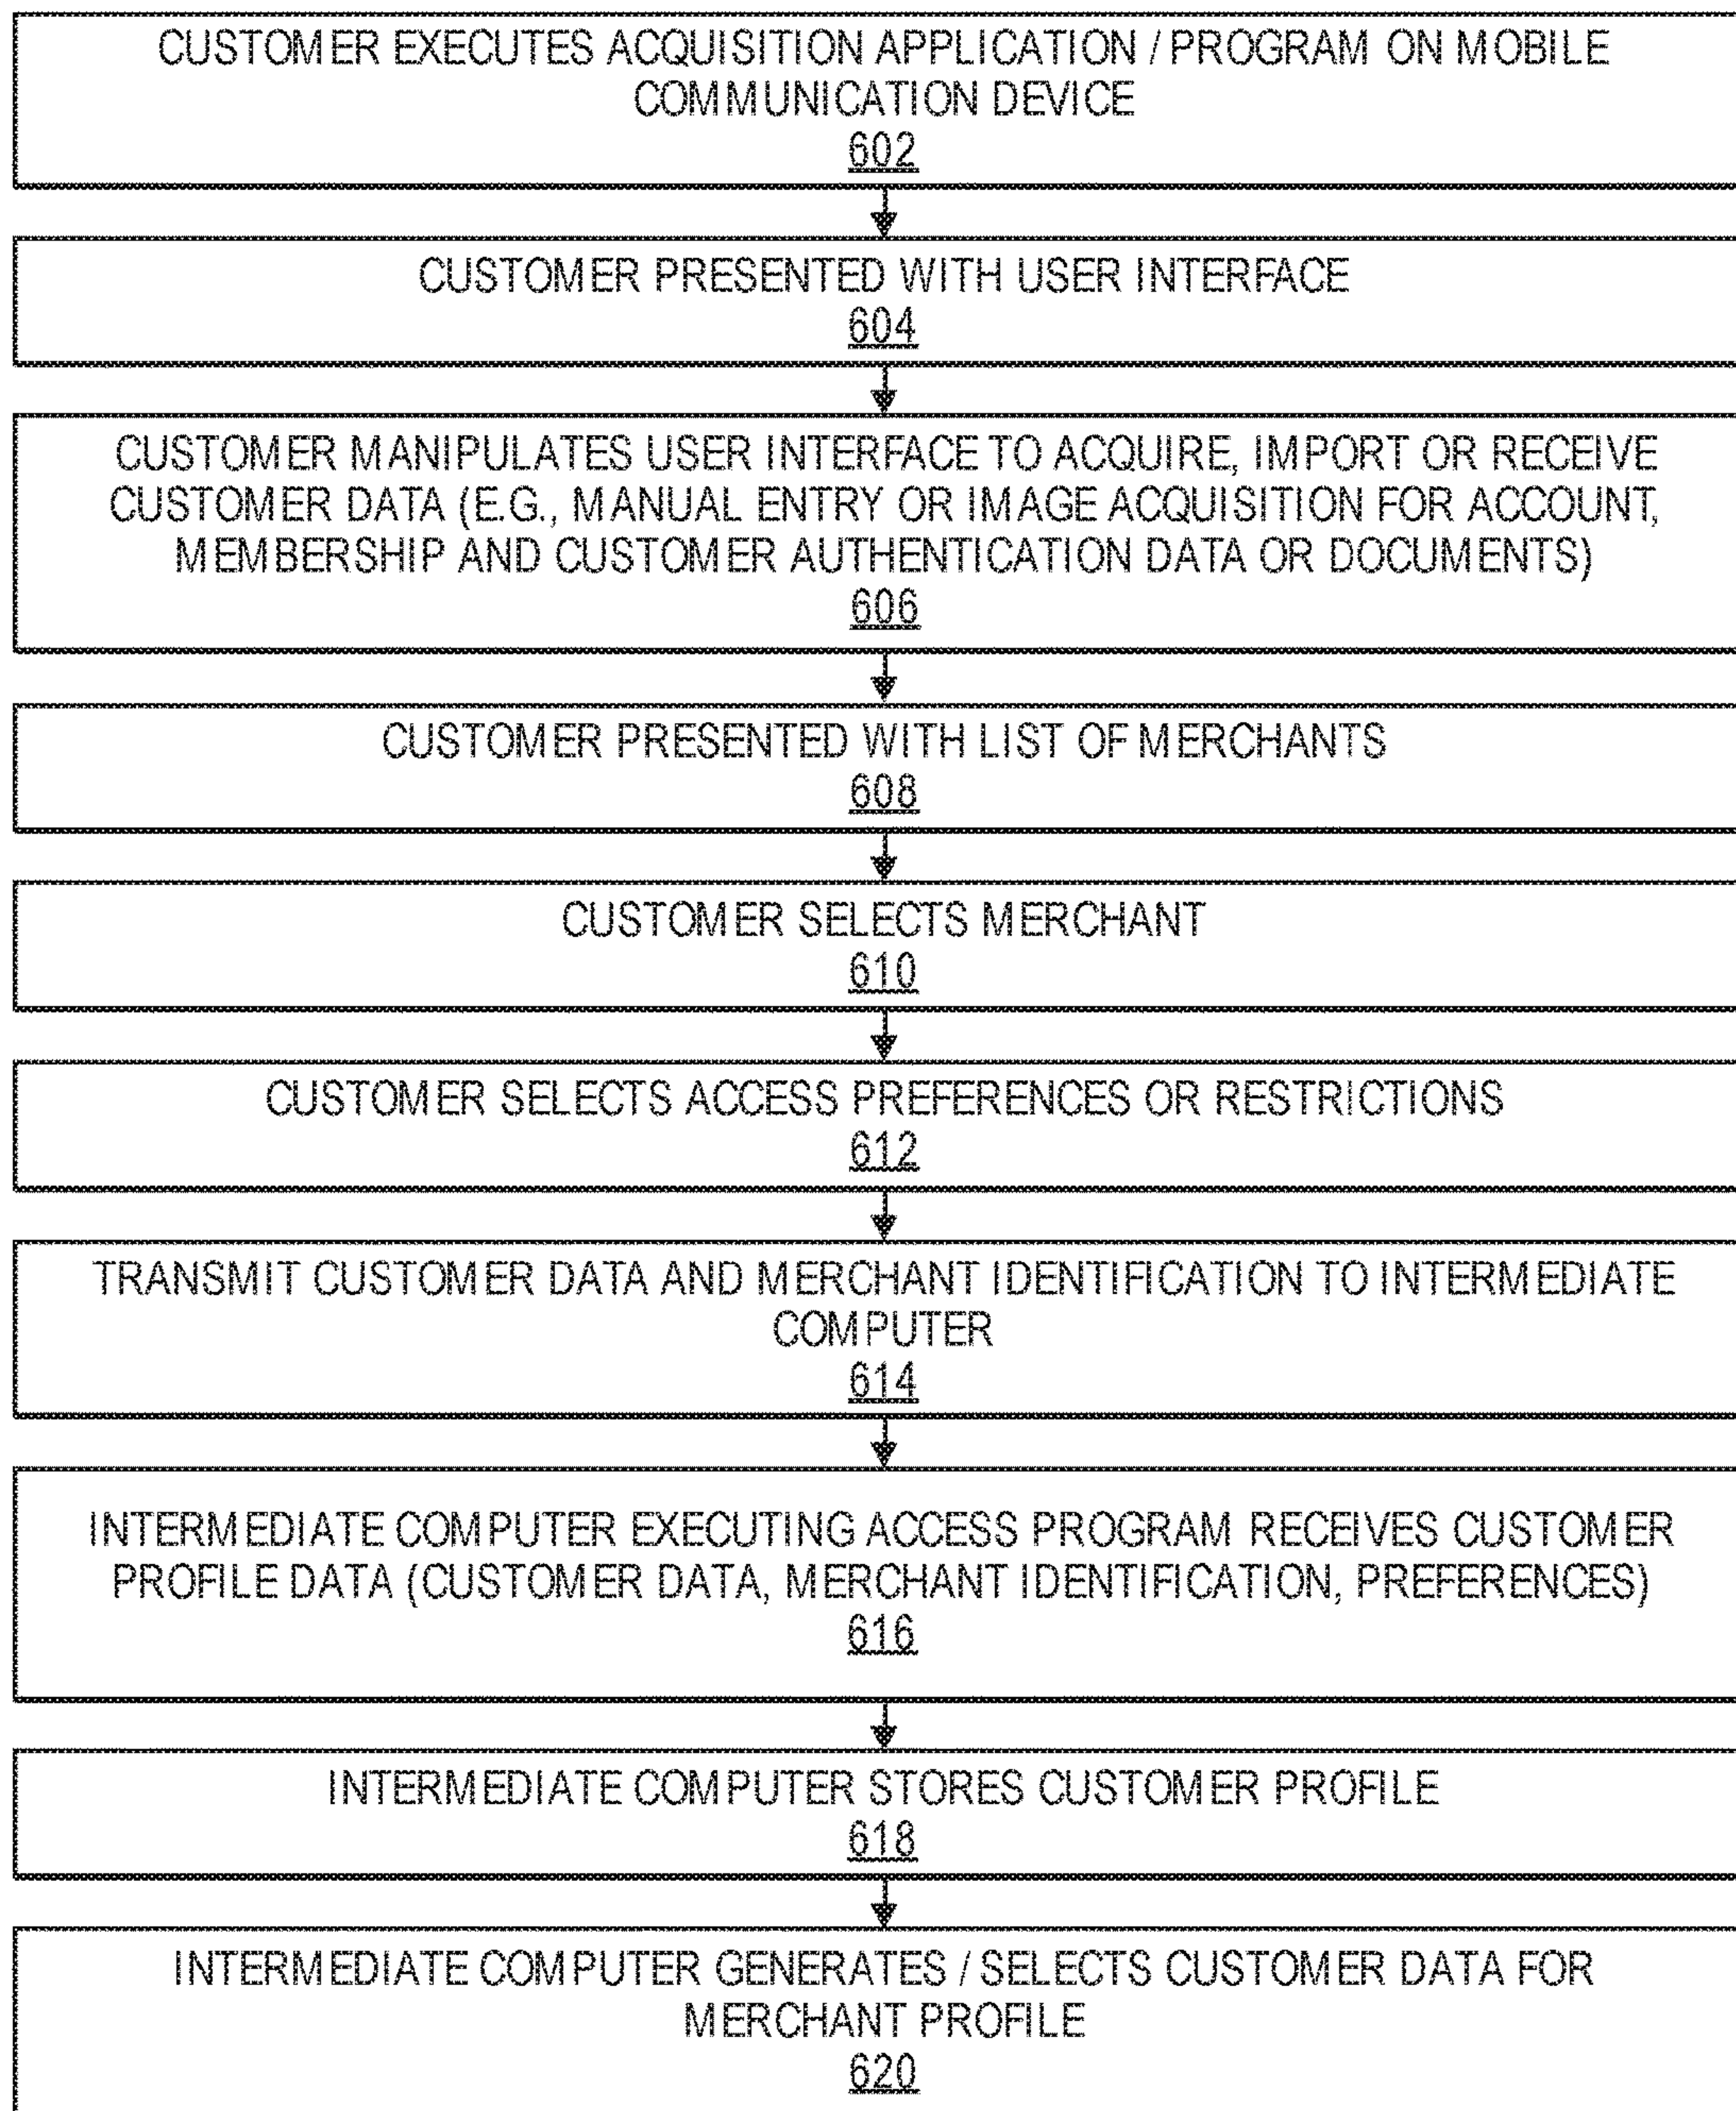 CUSTOMER EXECUTES ACQUISITION APPLICATION / PROGRAM ON MOBILE
COMMUNICATION DEVICE
602
CUSTOMER PRESENTED WITH USER INTERFACE
604
CUSTOMER MANIPULATES USER INTERFACE TO ACQUIRE, IMPORT OR RECEIVE
CUSTOMER DATA (E.G., MANUAL ENTRY OR IMAGE ACQUISITION FOR ACCOUNT,
MEMBERSHIP AND CUSTOMER AUTHENTICATION DATA OR DOCUMENTS)
606
CUSTOMER PRESENTED WITH LIST OF MERCHANTS
608
CUSTOMER SELECTS MERCHANT
610
CUSTOMER SELECTS ACCESS PREFERENCES OR RESTRICTIONS
612
TRANSMIT CUSTOMER DATA AND MERCHANT IDENTIFICATION TO INTERMEDIATE
COMPUTER
614
INTERMEDIATE COMPUTER EXECUTING ACCESS PROGRAM RECEIVES CUSTOMER
PROFILE DATA (CUSTOMER DATA, MERCHANT IDENTIFICATION, PREFERENCES)
616
INTERMEDIATE COMPUTER STORES CUSTOMER PROFILE
618
INTERMEDIATE COMPUTER GENERATES / SELECTS CUSTOMER DATA FOR
MERCHANT PROFILE
620